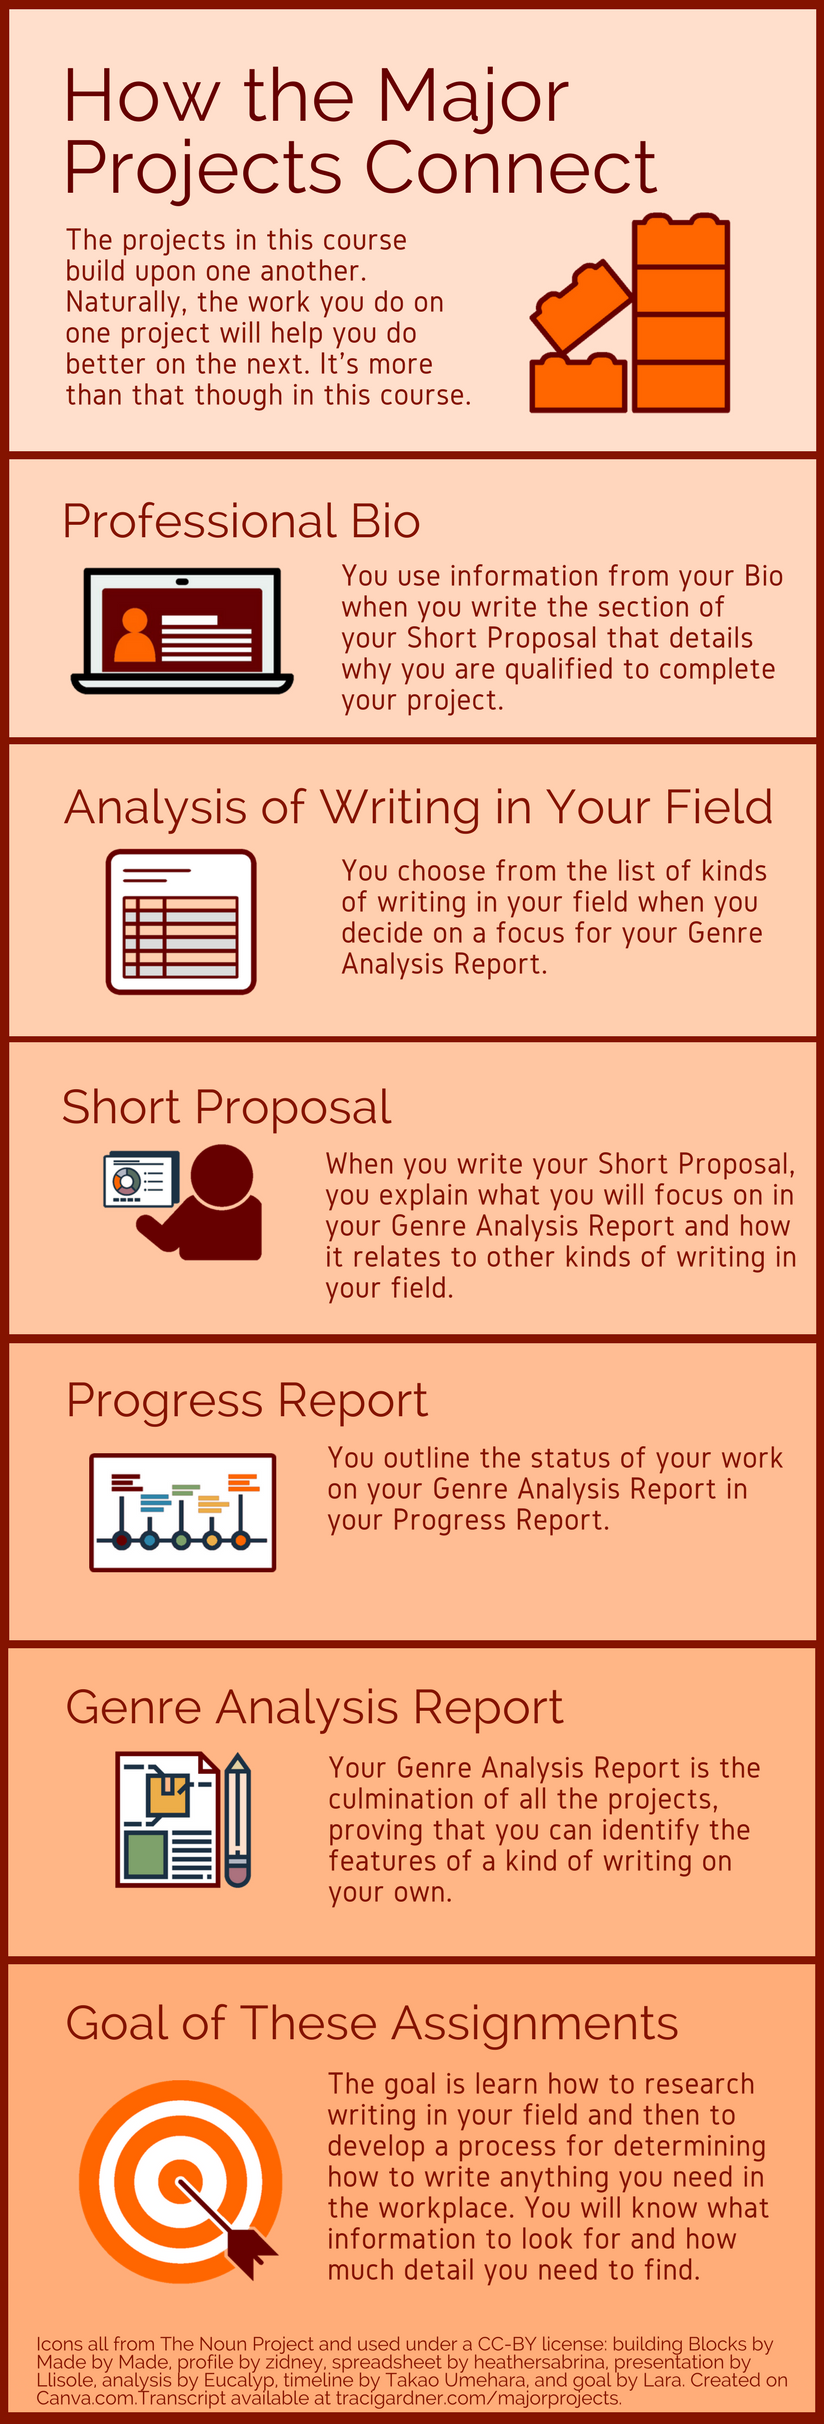 How the Major
Projects Connect
The projects in this course
build upon one another.
Naturally, the work you do on
one project will help you do
better on the next. It's more
than that though in this course.
Professional Bio
You use information from your Bio
when you write the section of
your Short Proposal that details
why you are qualified to complete
your project.
Analysis of Writing in Your Field
You choose from the list of kinds
of writing in your field when you
decide on a focus for your Genre
Analysis Report.
Short Proposal
When you write your Short Proposal,
you explain what you will focus on in
your Genre Analysis Report and how
it relates to other kinds of writing in
your field.
Progress Report
You outline the status of your work
on your Genre Analysis Report in
your Progress Report.
Genre Analysis Report
Your Genre Analysis Report is the
culmination of all the projects,
proving that you can identify the
features of a kind of writing on
your own.
Goal of These Assignments
The goal is learn how to research
writing in your field and then to
develop a process for determining
how to write anything you need in
the workplace. You will know what
information to look for and how
much detail you need to find.
Icons all from The Noun Project and used under a CC-BY license: building Blocks by
Made by Made, profile by zidney, spreadsheet by heathersabrina, presentation by
Llisole, analysis by Eucalyp, timeline by Takao Umehara, and goal by Lara. Created on
Canva.com.Transcript available at tracigardner.com/majorprojects.